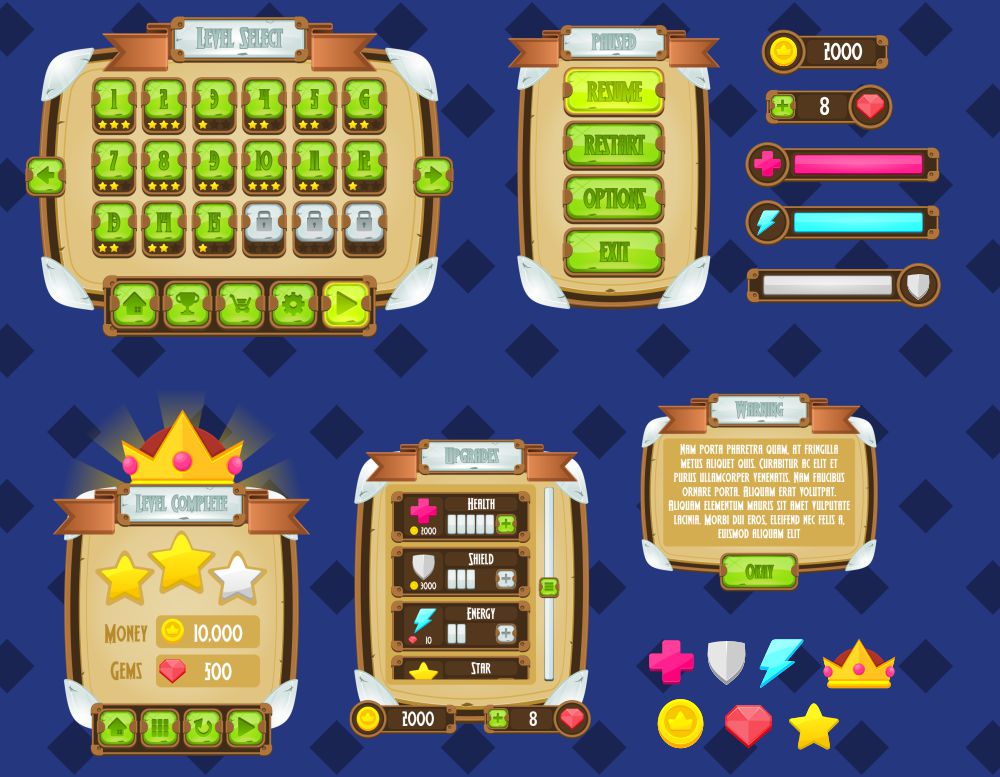 Level Select
1 2 3 4 5 6
7 8 9 10 11 12
13 14 15
Paused
Resume
Restart
Options
Exit
2000
8
Level Complete
Money 10,000
Gems 500
Upgrades
Health
2000
Shield
3000
Energy
10
Star
2000 8
Warning
Nam porta pharetra quam, at fringilla
metus aliquet quis. Curabitur ac elit et
purus ullamcorper venenatis. Nam faucibus
ornare porta. Aliquam erat volutpat.
Aliquam elementum mauris sit amet vulputate
lacinia. Morbi dui eros, eleifend nec felis a,
euismod aliquam elit
Okay